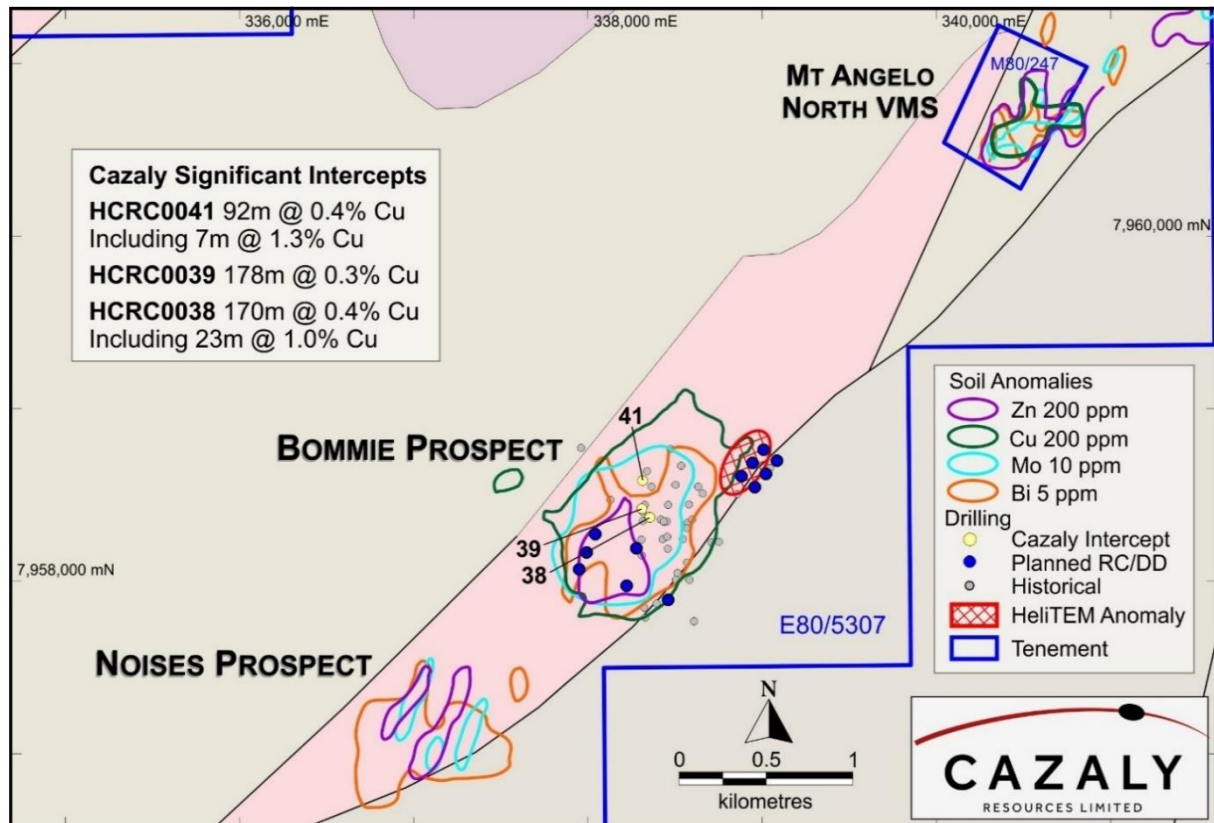 336,000 mE
338,000 mE
340,000 mE
M80/247
MT ANGELO
NORTH VMS
Cazaly Significant Intercepts
HCRC0041 92m @ 0.4% Cu
Including 7m @ 1.3% Cu
HCRC0039 178m @ 0.3% Cu
HCRC0038 170m @ 0.4% Cu
Including 23m @ 1.0% Cu
7,960,000 mN
Soil Anomalies
Zn 200 ppm
Cu 200 ppm
Mo 10 ppm
Bi 5 ppm
Drilling
Cazaly Intercept
Planned RC/DD
Historical
HeliTEM Anomaly
Tenement
41
BOMMIE PROSPECT
39
38
7,958,000 mN
E80/5307
NOISES PROSPECT
N
0 0.5 1
kilometres
CAZALY
RESOURCES LIMITED